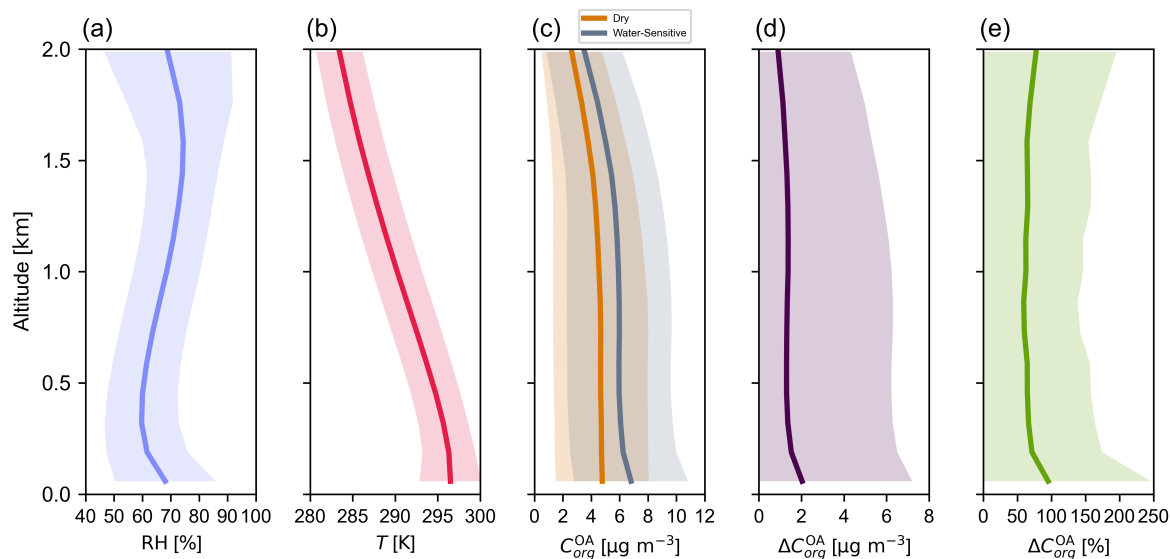 Dry
Water-Sensitive
(a) (b) (c) (d) (e)
2.0
1.5
1.0
0.5
0.0
Altitude [km]
40 50 60 70 80 90 100
280 285 290 295 300
0 2 4 6 8 10 12
0 2 4 6 8
0 50 100 150 200 250
RH [%]
T [K]
C_org^OA [μg m⁻³]
ΔC_org^OA [μg m⁻³]
ΔC_org^OA [%]